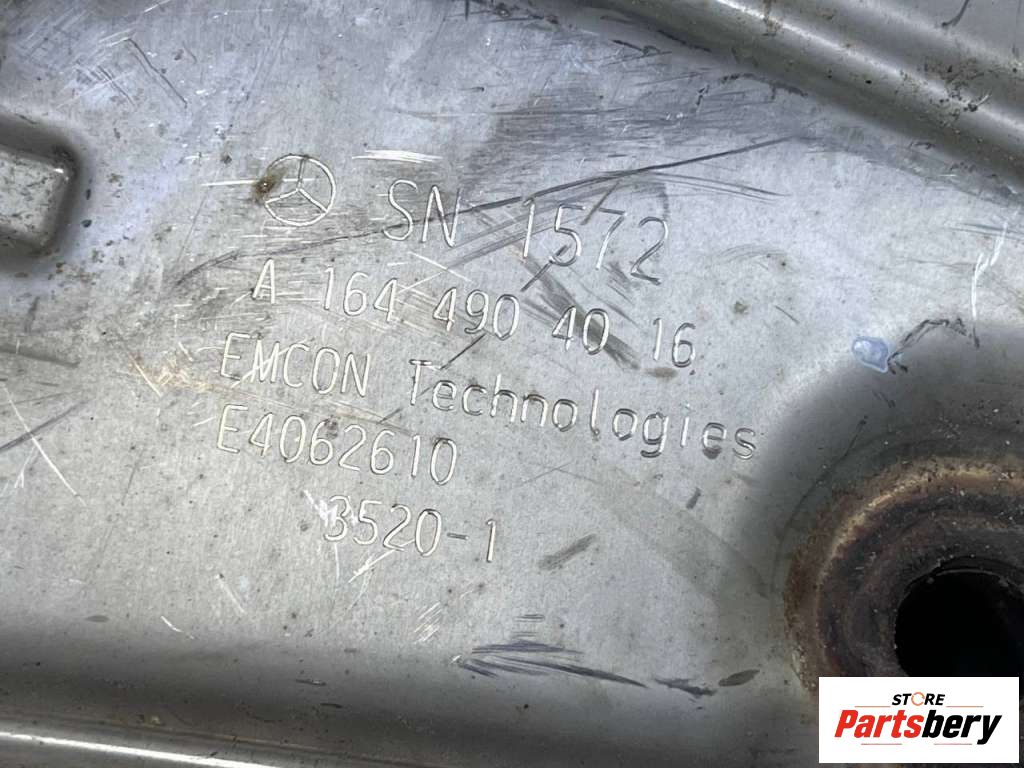 SN 1572
A 164 490 40 16
EMCON Technologies
E4062610
3520-1
STORE
Partsbery